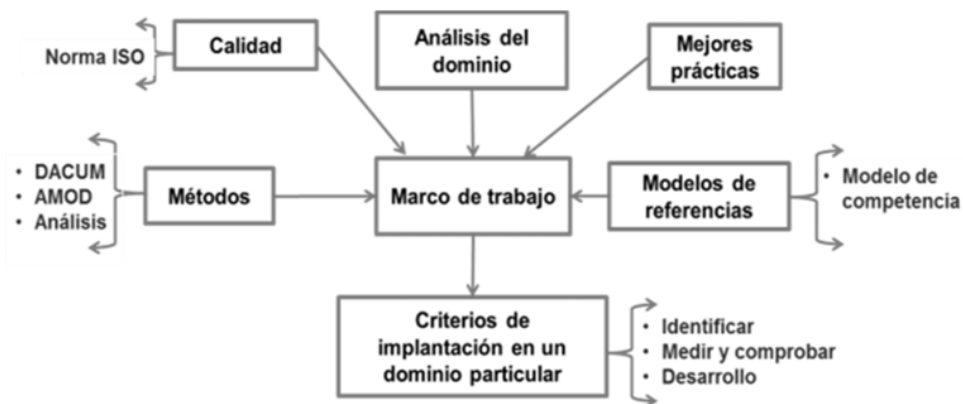 Norma ISO
Calidad
Análisis del
dominio
Mejores
prácticas
• DACUM
• AMOD
• Análisis
Métodos
Marco de trabajo
Modelos de
referencias
• Modelo de
competencia
Criterios de
implantación en un
dominio particular
• Identificar
• Medir y comprobar
• Desarrollo